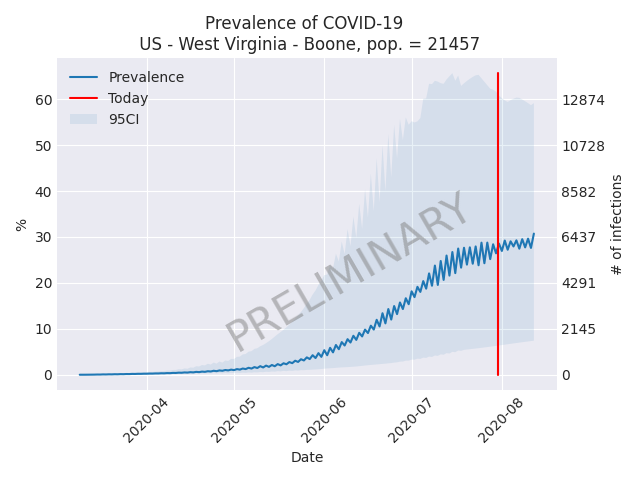 Prevalence of COVID-19
US - West Virginia - Boone, pop. = 21457
Prevalence
Today
95CI
60
50
40
30
20
10
0
%
12874
10728
8582
6437
4291
2145
0
# of infections
PRELIMINARY
2020-04
2020-05
2020-06
2020-07
2020-08
Date